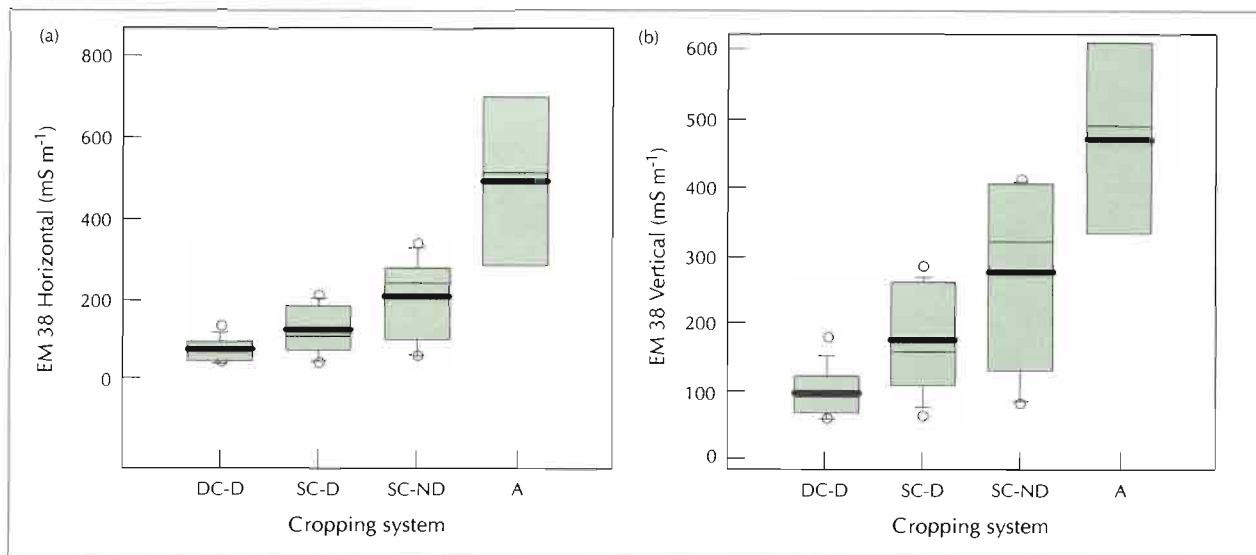 (a)
800
600
400
200
0
EM 38 Horizontal (mS m⁻¹)
DC-D SC-D SC-ND A
Cropping system
(b)
600
500
400
300
200
100
0
EM 38 Vertical (mS m⁻¹)
DC-D SC-D SC-ND A
Cropping system